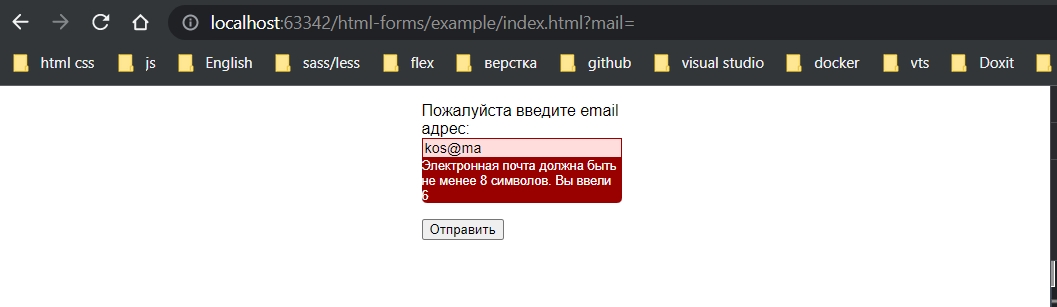 localhost:63342/html-forms/example/index.html?mail=
html css js English sass/less flex верстка github visual studio docker vts Doxit
Пожалуйста введите email
адрес:
kos@ma
Электронная почта должна быть
не менее 8 символов. Вы ввели
6
Отправить